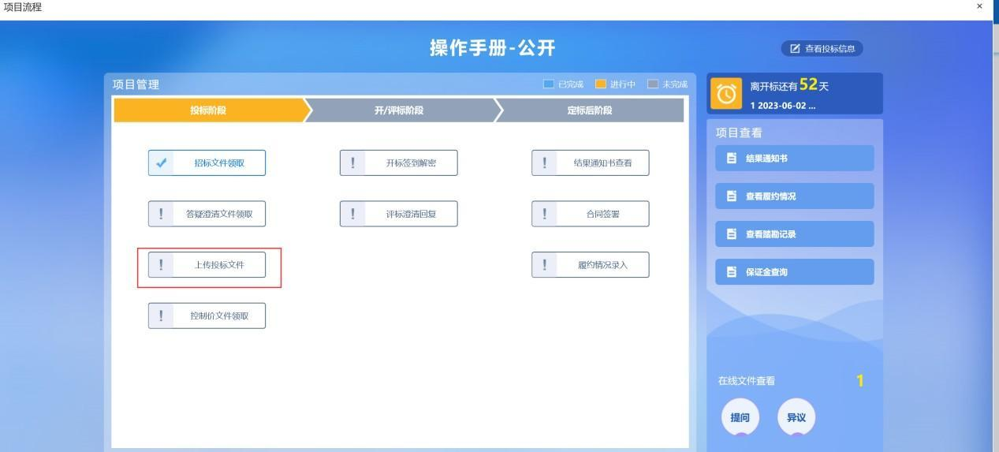 项目流程
×
操作手册-公开
查看投标信息
项目管理
已完成 进行中 未完成
投标阶段 开/评标阶段 定标后阶段
招标文件领取 开标签到解密 结果通知书查看
答疑澄清文件领取 评标澄清回复 合同签署
上传投标文件 履约情况录入
控制价文件领取
离开标还有52天
1 2023-06-02 ...
项目查看
结果通知书
查看履约情况
查看踏勘记录
保证金查询
在线文件查看 1
提问 异议